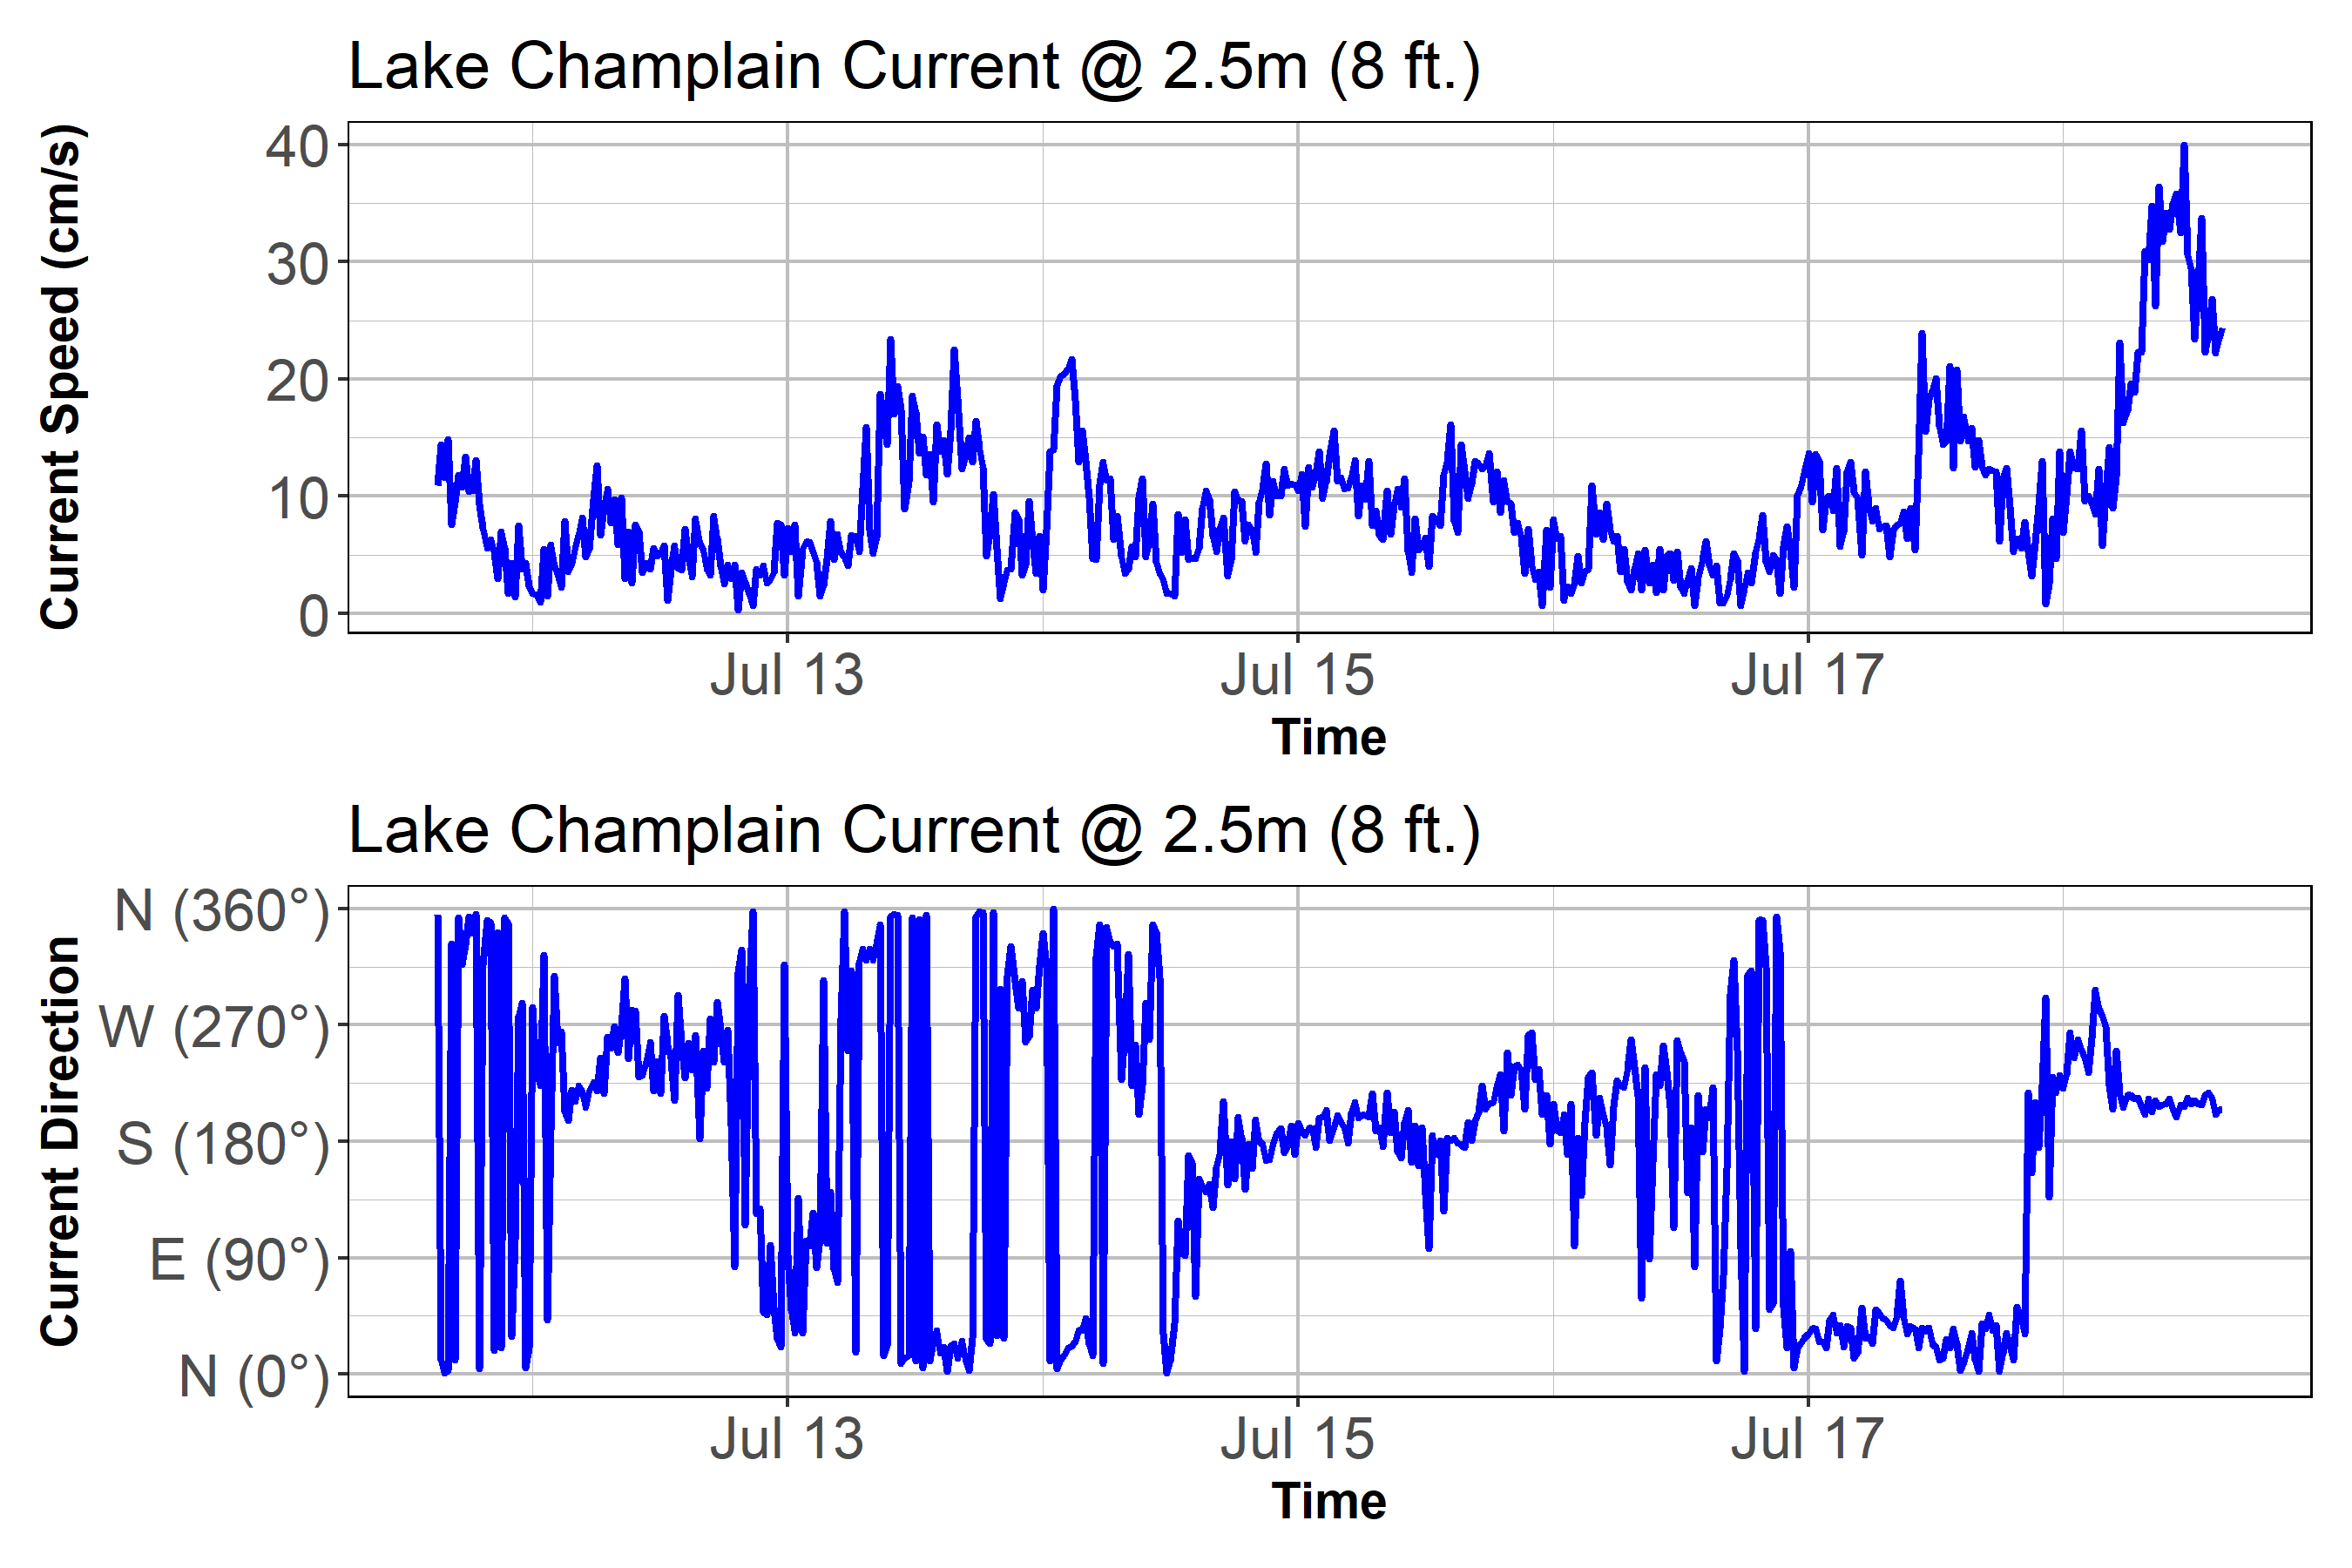 Lake Champlain Current @ 2.5m (8 ft.)
Current Speed (cm/s)
40
30
20
10
0
Jul 13
Jul 15
Jul 17
Time
Lake Champlain Current @ 2.5m (8 ft.)
Current Direction
N (360°)
W (270°)
S (180°)
E (90°)
N (0°)
Jul 13
Jul 15
Jul 17
Time